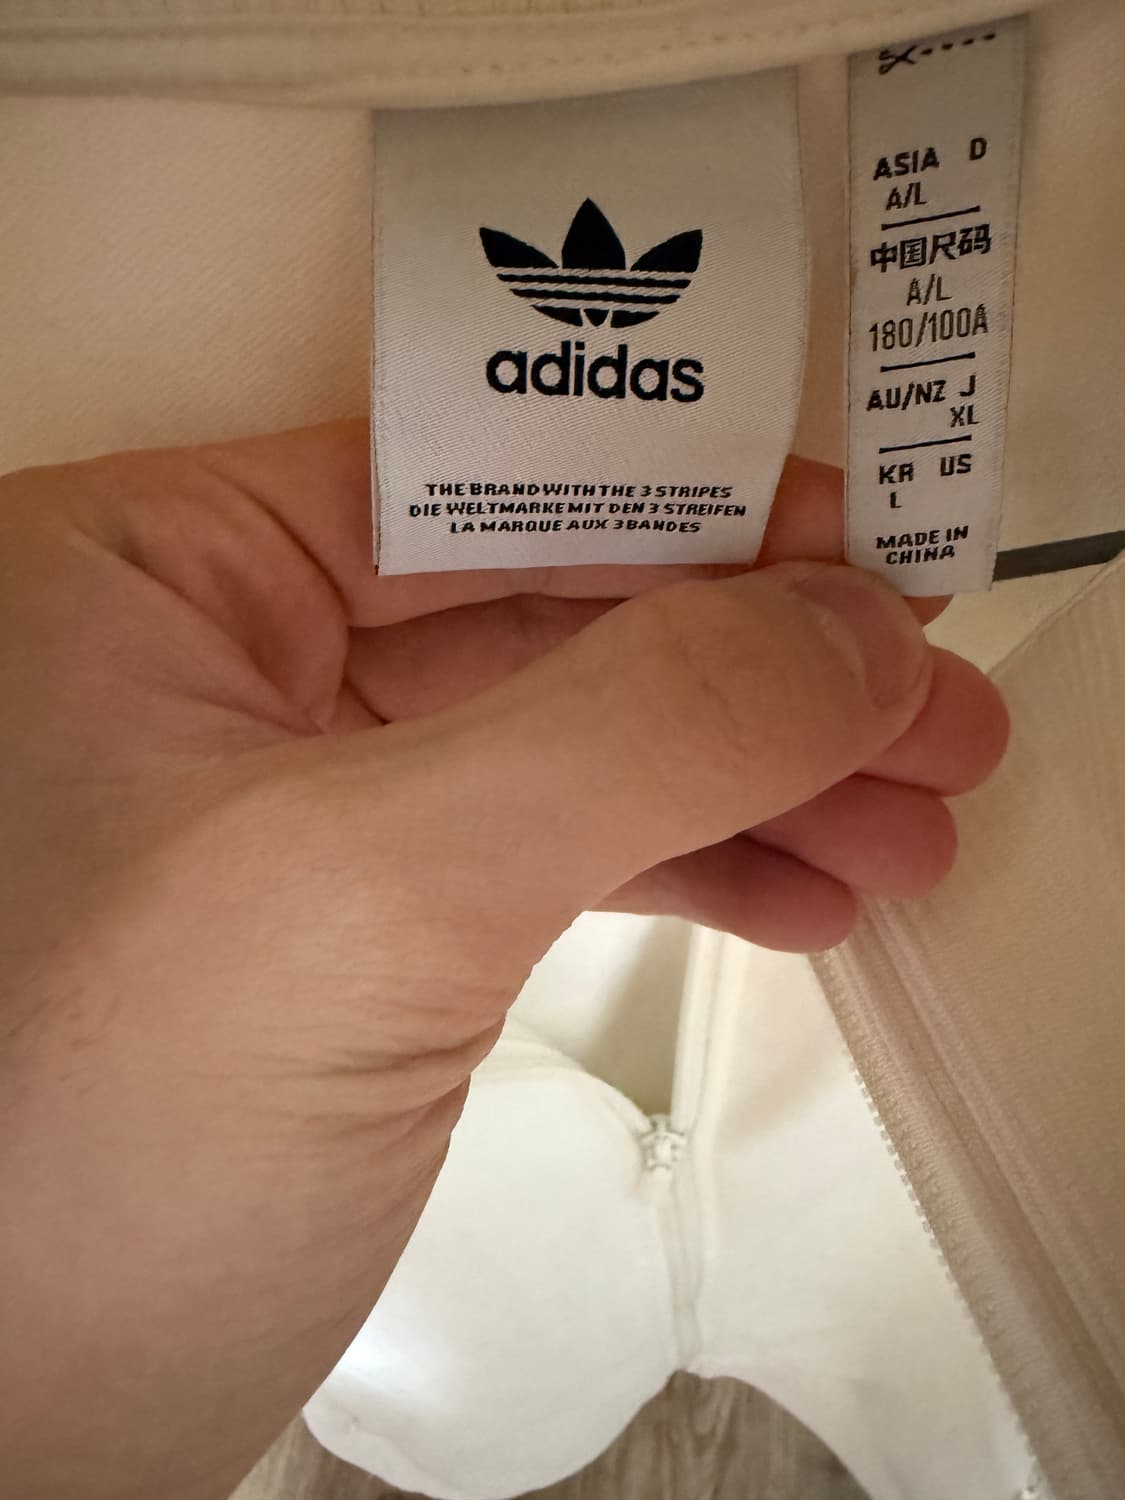 adidas
THE BRAND WITH THE 3 STRIPES
DIE WELTMARKE MIT DEN 3 STREIFEN
LA MARQUE AUX 3 BANDES
ASIA D
A/L
中国尺码
A/L
180/100A
AU/NZ J
XL
KR US
L
MADE IN
CHINA